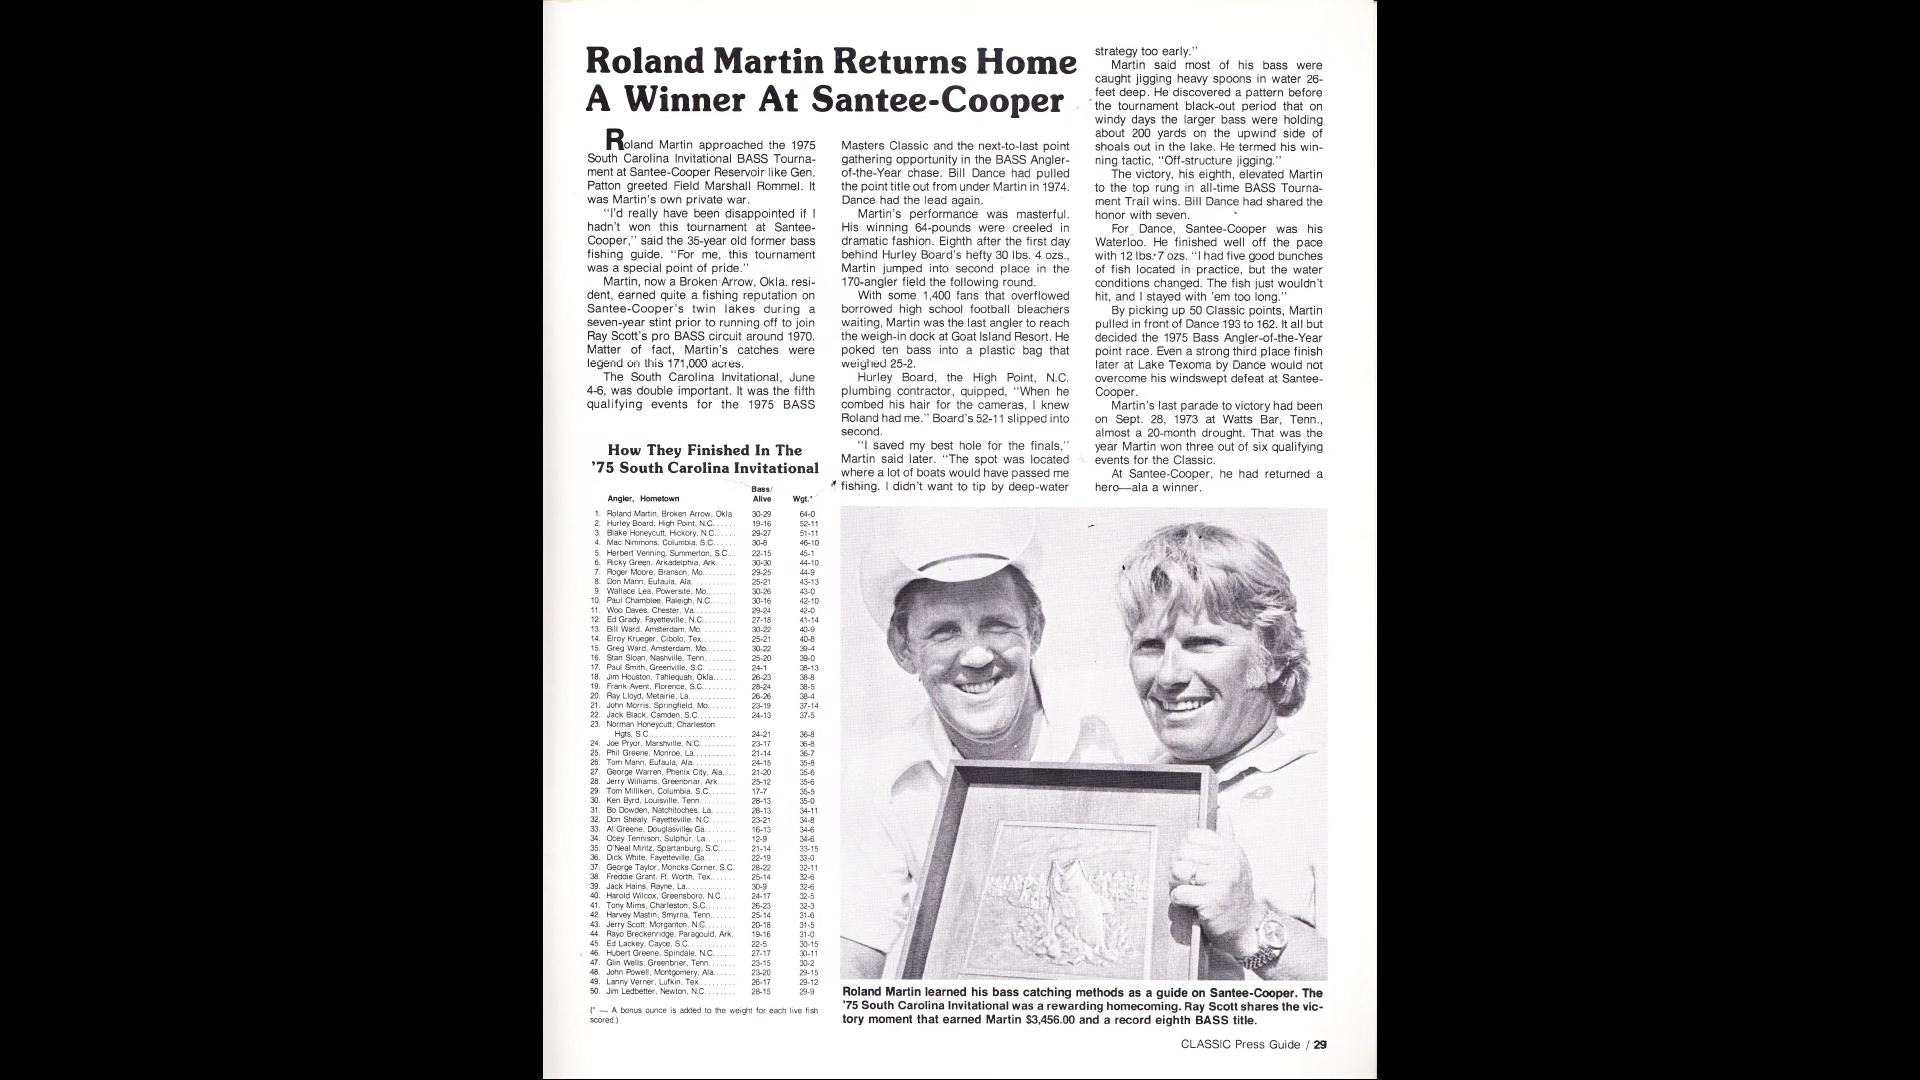 Roland Martin Returns Home
A Winner At Santee-Cooper
Roland Martin approached the 1975
South Carolina Invitational BASS Tourna-
ment at Santee-Cooper Reservoir like Gen.
Patton greeted Field Marshall Rommel. It
was Martin's own private war.
"I'd really have been disappointed if I
hadn't won this tournament at Santee-
Cooper," said the 35-year old former bass
fishing guide. "For me, this tournament
was a special point of pride."
Martin, now a Broken Arrow, Okla. resi-
dent, earned quite a fishing reputation on
Santee-Cooper's twin lakes during a
seven-year stint prior to running off to join
Ray Scott's pro BASS circuit around 1970.
Matter of fact, Martin's catches were
legend on this 171,000 acres.
The South Carolina Invitational, June
4-6, was double important. It was the fifth
qualifying events for the 1975 BASS
Masters Classic and the next-to-last point
gathering opportunity in the BASS Angler-
of-the-Year chase. Bill Dance had pulled
the point title out from under Martin in 1974.
Dance had the lead again.
Martin's performance was masterful.
His winning 64-pounds were creeled in
dramatic fashion. Eighth after the first day
behind Hurley Board's hefty 30 lbs. 4 ozs.,
Martin jumped into second place in the
170-angler field the following round.
With some 1,400 fans that overflowed
borrowed high school football bleachers
waiting, Martin was the last angler to reach
the weigh-in dock at Goat Island Resort. He
poked ten bass into a plastic bag that
weighed 25-2.
Hurley Board, the High Point, N.C.
plumbing contractor, quipped, "When he
combed his hair for the cameras, I knew
Roland had me." Board's 52-11 slipped into
second.
"I saved my best hole for the finals,"
Martin said later. "The spot was located
where a lot of boats would have passed me
fishing. I didn't want to tip by deep-water
strategy too early."
Martin said most of his bass were
caught jigging heavy spoons in water 26-
feet deep. He discovered a pattern before
the tournament black-out period that on
windy days the larger bass were holding
about 200 yards on the upwind side of
shoals out in the lake. He termed his win-
ning tactic, "Off-structure jigging."
The victory, his eighth, elevated Martin
to the top rung in all-time BASS Tourna-
ment Trail wins. Bill Dance had shared the
honor with seven.
For Dance, Santee-Cooper was his
Waterloo. He finished well off the pace
with 12 lbs. 7 ozs. "I had five good bunches
of fish located in practice, but the water
conditions changed. The fish just wouldn't
hit, and I stayed with 'em too long."
By picking up 50 Classic points, Martin
pulled in front of Dance 193 to 162. It all but
decided the 1975 Bass Angler-of-the-Year
point race. Even a strong third place finish
later at Lake Texoma by Dance would not
overcome his windswept defeat at Santee-
Cooper.
Martin's last parade to victory had been
on Sept. 28, 1973 at Watts Bar, Tenn.,
almost a 20-month drought. That was the
year Martin won three out of six qualifying
events for the Classic.
At Santee-Cooper, he had returned a
hero—ala a winner.
How They Finished In The
'75 South Carolina Invitational
Angler, Hometown Bass/Alive Wgt.*
1. Roland Martin, Broken Arrow, Okla. 30-29 64-0
2. Hurley Board, High Point, N.C. 19-16 52-11
3. Blake Honeycutt, Hickory, N.C. 29-27 51-11
4. Mac Nimmons, Columbia, S.C. 30-8 46-10
5. Herbert Venning, Summerton, S.C. 22-15 45-1
6. Ricky Green, Arkadelphia, Ark. 30-30 44-10
7. Roger Moore, Branson, Mo. 29-25 44-9
8. Don Mann, Eufaula, Ala. 25-21 43-13
9. Wallace Lea, Powersite, Mo. 30-26 43-0
10. Paul Chamblee, Raleigh, N.C. 30-16 42-10
11. Woo Daves, Chester, Va. 29-24 42-0
12. Ed Grady, Fayetteville, N.C. 27-18 41-14
13. Bill Ward, Amsterdam, Mo. 30-22 40-9
14. Elroy Krueger, Cibolo, Tex. 25-21 40-8
15. Greg Ward, Amsterdam, Mo. 30-22 39-4
16. Stan Sloan, Nashville, Tenn. 25-20 39-0
17. Paul Smith, Greenville, S.C. 24-1 38-13
18. Jim Houston, Tahlequah, Okla. 26-23 38-8
19. Frank Avent, Florence, S.C. 28-24 38-5
20. Ray Lloyd, Metairie, La. 26-26 38-4
21. John Morris, Springfield, Mo. 23-19 37-14
22. Jack Black, Camden, S.C. 24-13 37-5
23. Norman Honeycutt, Charleston
Hgts, S.C. 24-21 36-8
24. Joe Pryor, Marshville, N.C. 23-17 36-8
25. Phil Greene, Monroe, La. 21-14 36-7
26. Tom Mann, Eufaula, Ala. 24-15 35-8
27. George Warren, Phenix City, Ala. 21-20 35-6
28. Jerry Williams, Greenbriar, Ark. 25-12 35-6
29. Tom Milliken, Columbia, S.C. 17-7 35-5
30. Ken Byrd, Louisville, Tenn. 28-13 35-0
31. Bo Dowden, Natchitoches, La. 28-13 34-11
32. Don Shealy, Fayetteville, N.C. 23-21 34-8
33. Al Greene, Douglasville, Ga. 16-13 34-6
34. Ocey Tennison, Sulphur, La. 12-9 34-6
35. O'Neal Mintz, Spartanburg, S.C. 21-14 33-15
36. Dick White, Fayetteville, Ga. 22-19 33-0
37. George Taylor, Moncks Corner, S.C. 28-22 32-11
38. Freddie Grant, Ft. Worth, Tex. 25-14 32-6
39. Jack Hains, Rayne, La. 30-9 32-6
40. Harold Wilcox, Greensboro, N.C. 24-17 32-5
41. Tony Mims, Charleston, S.C. 26-23 32-3
42. Harvey Mastin, Smyrna, Tenn. 25-14 31-6
43. Jerry Scott, Morganton, N.C. 20-18 31-5
44. Rayo Breckenridge, Paragould, Ark. 19-16 31-0
45. Ed Lackey, Cayce, S.C. 22-5 30-15
46. Hubert Greene, Spindale, N.C. 27-17 30-11
47. Glin Wells, Greenbrier, Tenn. 23-15 30-2
48. John Powell, Montgomery, Ala. 23-20 29-15
49. Lanny Verner, Lufkin, Tex. 26-17 29-12
50. Jim Ledbetter, Newton, N.C. 28-15 29-9
(* — A bonus ounce is added to the weight for each live fish
scored.)
Roland Martin learned his bass catching methods as a guide on Santee-Cooper. The
'75 South Carolina Invitational was a rewarding homecoming. Ray Scott shares the vic-
tory moment that earned Martin $3,456.00 and a record eighth BASS title.
CLASSIC Press Guide / 29